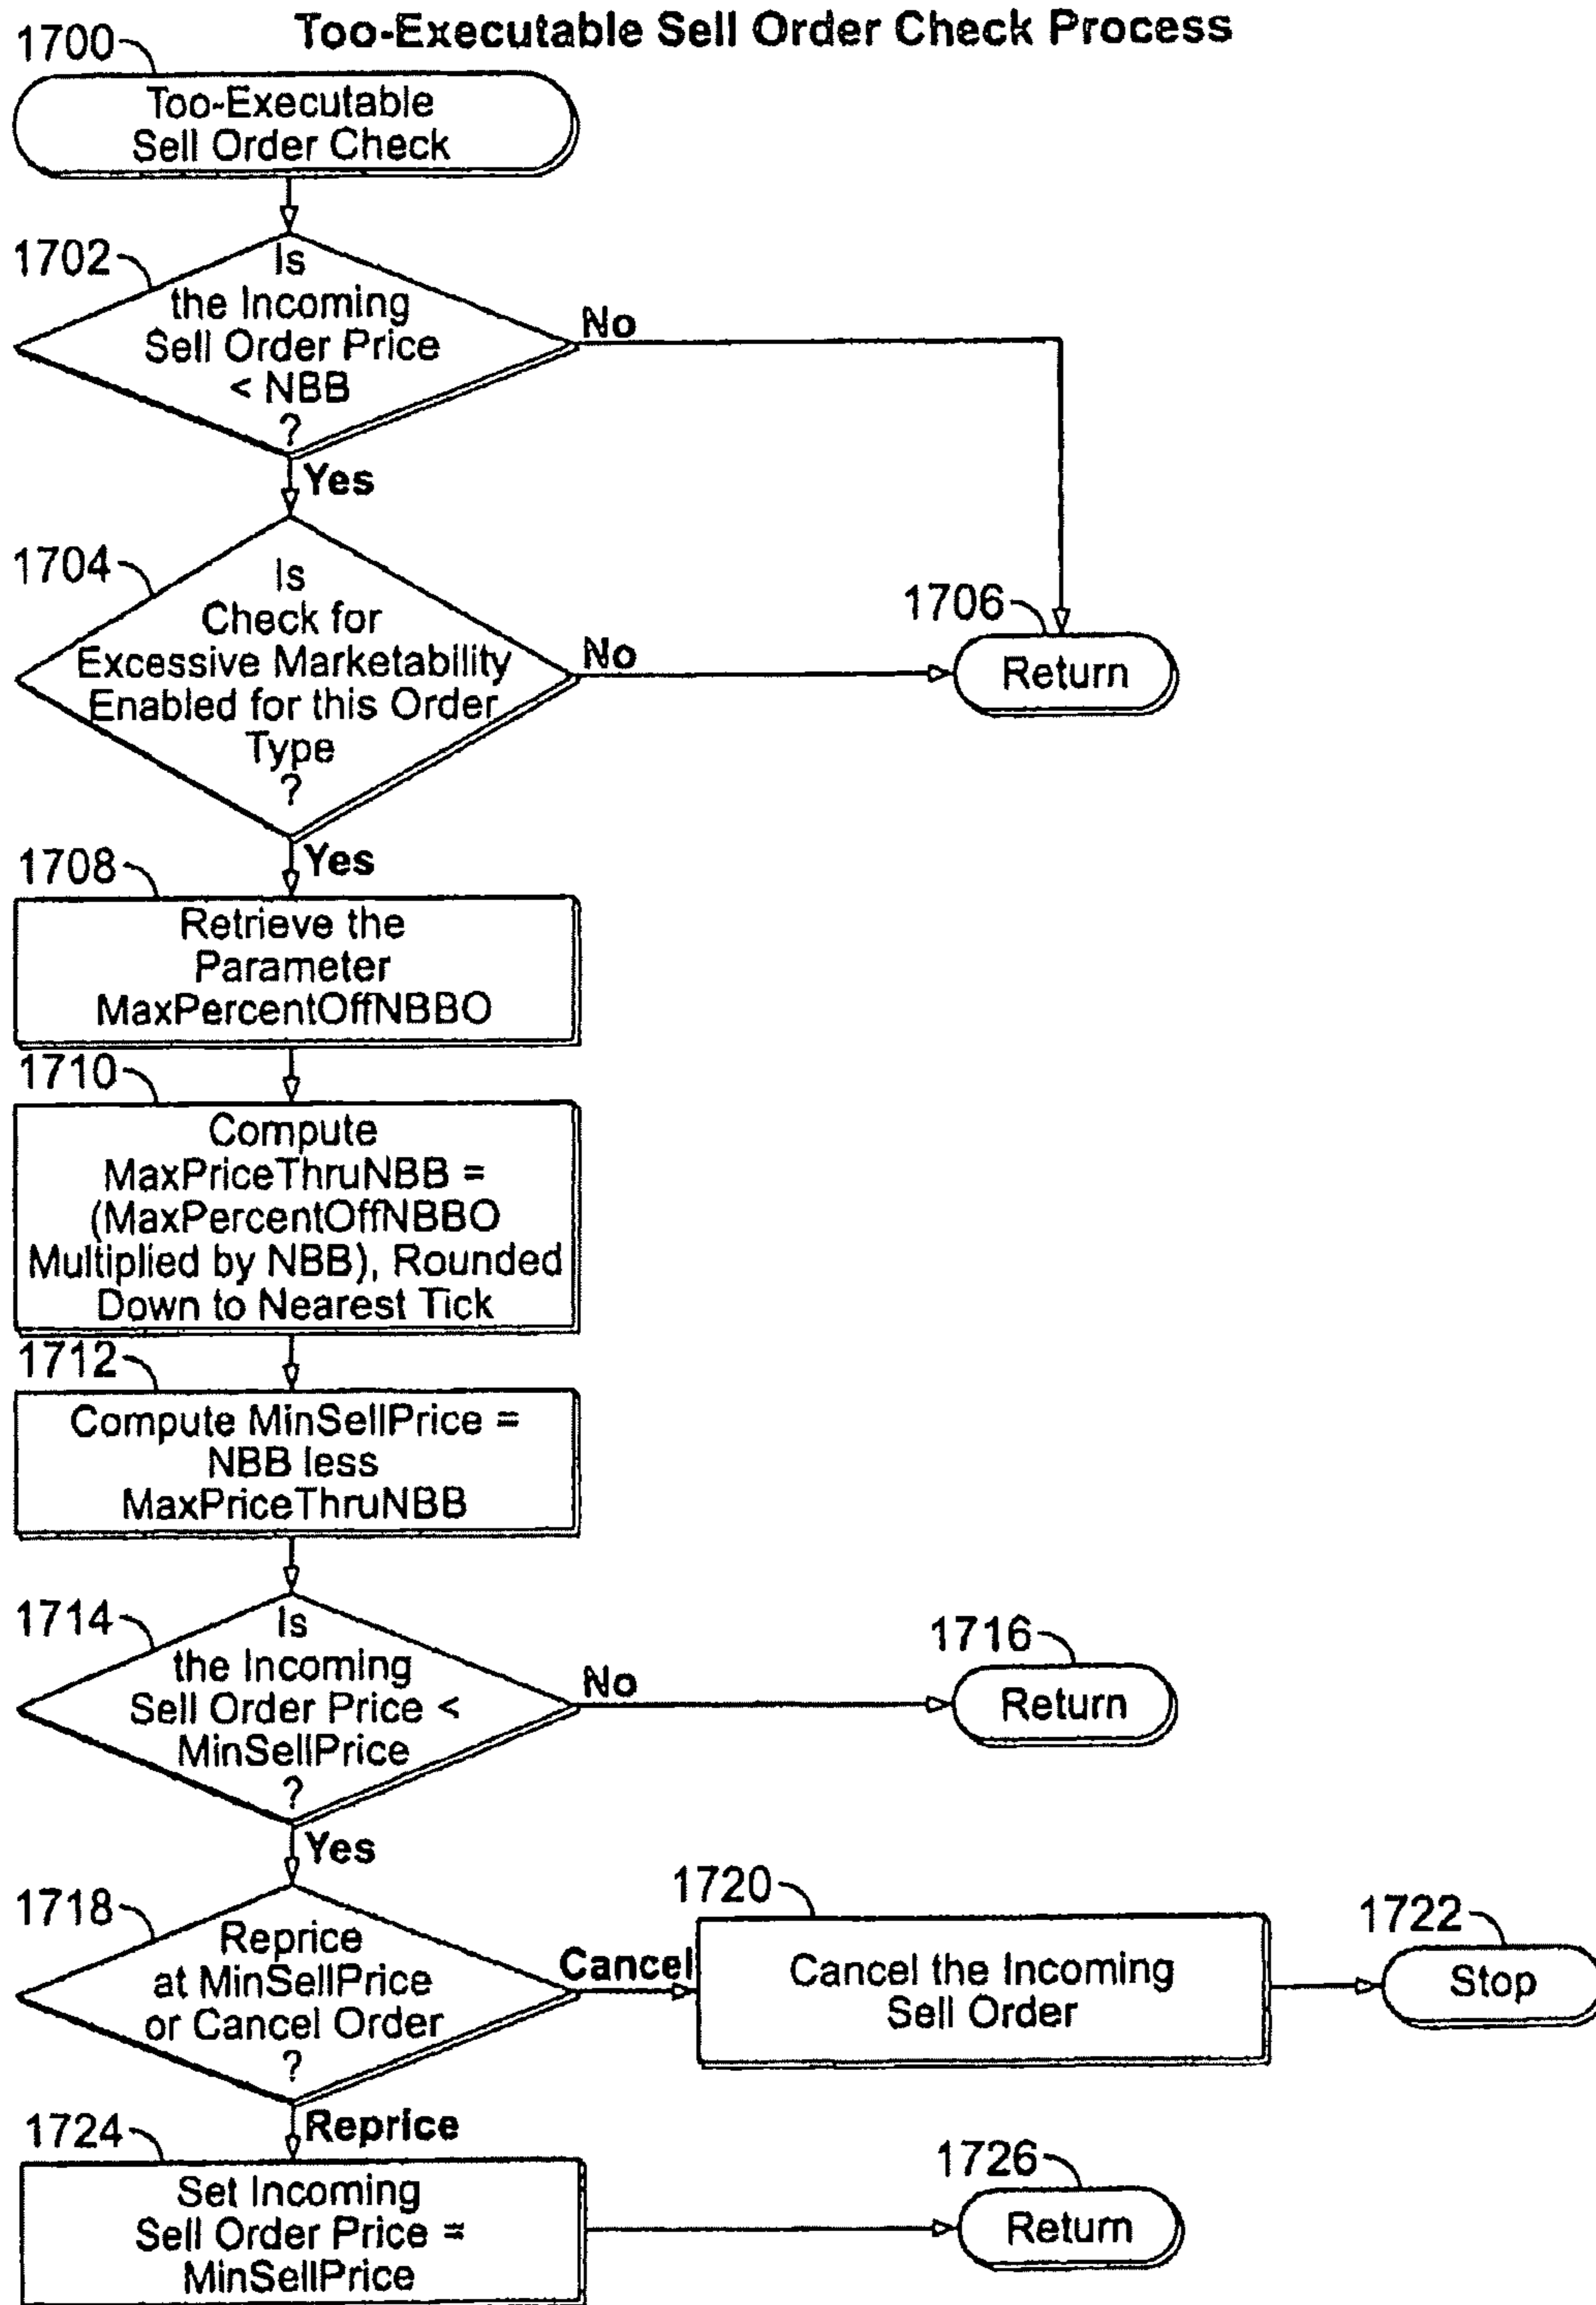 Too-Executable Sell Order Check Process
1700
Too-Executable
Sell Order Check
1702
Is
the Incoming
Sell Order Price
< NBB
?
No
Yes
1704
Is
Check for
Excessive Marketability
Enabled for this Order
Type
?
No
1706
Return
Yes
1708
Retrieve the
Parameter
MaxPercentOffNBBO
1710
Compute
MaxPriceThruNBB =
(MaxPercentOffNBBO
Multiplied by NBB), Rounded
Down to Nearest Tick
1712
Compute MinSellPrice =
NBB less
MaxPriceThruNBB
1714
Is
the Incoming
Sell Order Price <
MinSellPrice
?
No
1716
Return
Yes
1718
Reprice
at MinSellPrice
or Cancel Order
?
Cancel
1720
Cancel the Incoming
Sell Order
1722
Stop
Reprice
1724
Set Incoming
Sell Order Price =
MinSellPrice
1726
Return